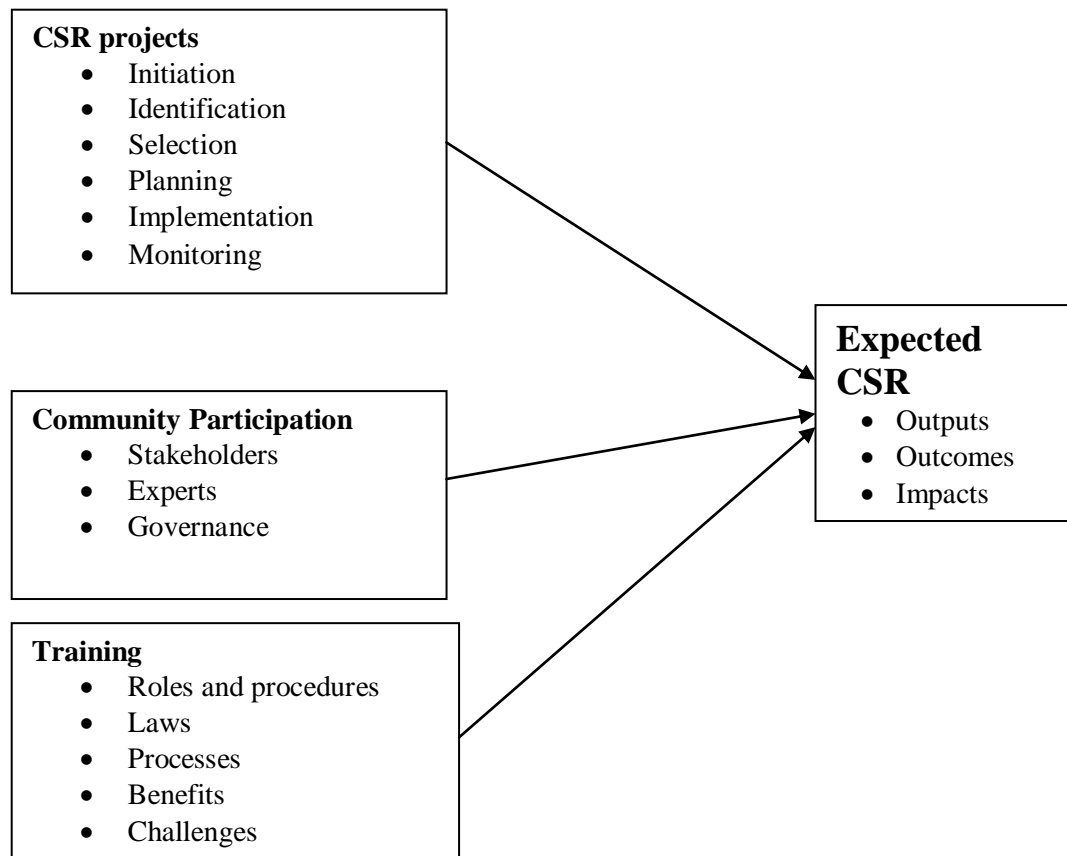 CSR projects
• Initiation
• Identification
• Selection
• Planning
• Implementation
• Monitoring
Community Participation
• Stakeholders
• Experts
• Governance
Training
• Roles and procedures
• Laws
• Processes
• Benefits
• Challenges
Expected
CSR
• Outputs
• Outcomes
• Impacts